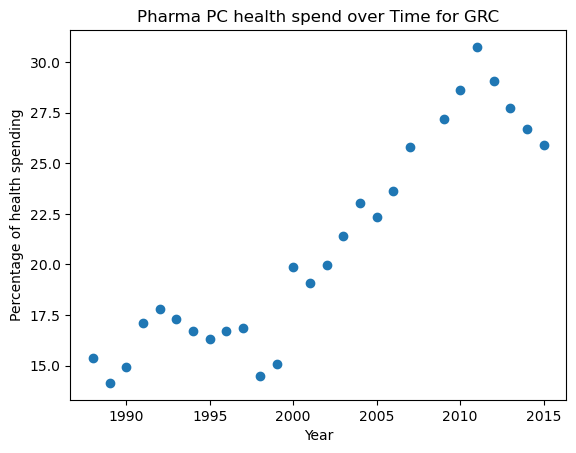 Pharma PC health spend over Time for GRC
Percentage of health spending
30.0
27.5
25.0
22.5
20.0
17.5
15.0
1990 1995 2000 2005 2010 2015
Year